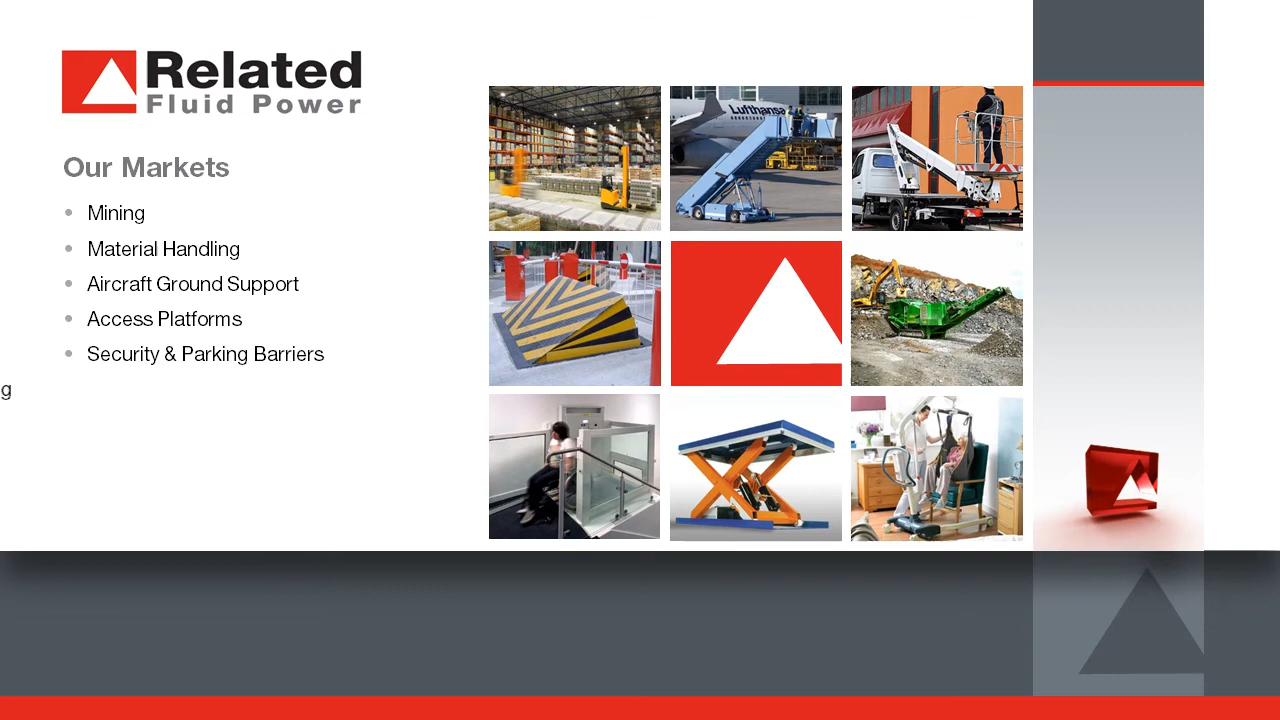 Related
Fluid Power
Our Markets
• Mining
• Material Handling
• Aircraft Ground Support
• Access Platforms
• Security & Parking Barriers
g
Lufthansa